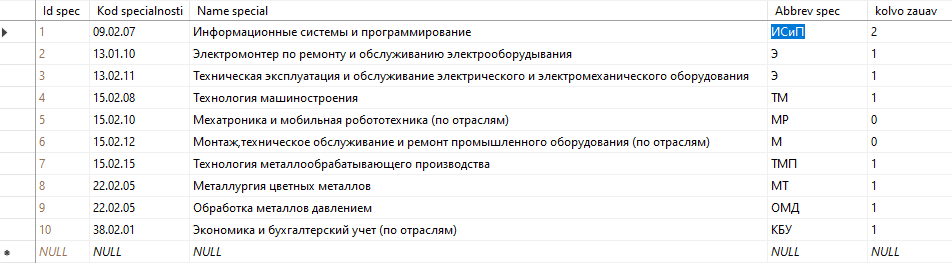 Id spec Kod specialnosti Name special Abbrev spec kolvo zauav
1 09.02.07 Информационные системы и программирование ИСиП 2
2 13.01.10 Электромонтер по ремонту и обслуживанию электрооборудывания Э 1
3 13.02.11 Техническая эксплуатация и обслуживание электрического и электромеханического оборудования Э 1
4 15.02.08 Технология машиностроения ТМ 1
5 15.02.10 Мехатроника и мобильная робототехника (по отраслям) МР 0
6 15.02.12 Монтаж,техническое обслуживание и ремонт промышленного оборудования (по отраслям) М 0
7 15.02.15 Технология металлообрабатывающего производства ТМП 1
8 22.02.05 Металлургия цветных металлов МТ 1
9 22.02.05 Обработка металлов давлением ОМД 1
10 38.02.01 Экономика и бухгалтерский учет (по отраслям) КБУ 1
NULL NULL NULL NULL NULL